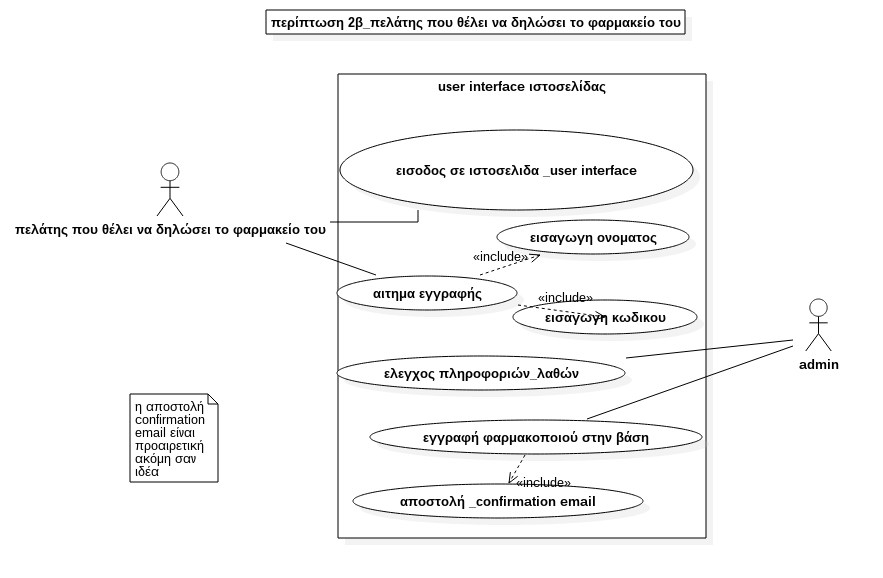 περίπτωση 2β_πελάτης που θέλει να δηλώσει το φαρμακείο του
user interface ιστοσελίδας
εισοδος σε ιστοσελιδα _user interface
πελάτης που θέλει να δηλώσει το φαρμακείο του
εισαγωγη ονοματος
«include»
αιτημα εγγραφής
«include»
εισαγωγη κωδικου
admin
ελεγχος πληροφοριών_λαθών
η αποστολή
confirmation
email είναι
προαιρετική
ακόμη σαν
ιδέα
εγγραφή φαρμακοποιού στην βάση
«include»
αποστολή _confirmation email